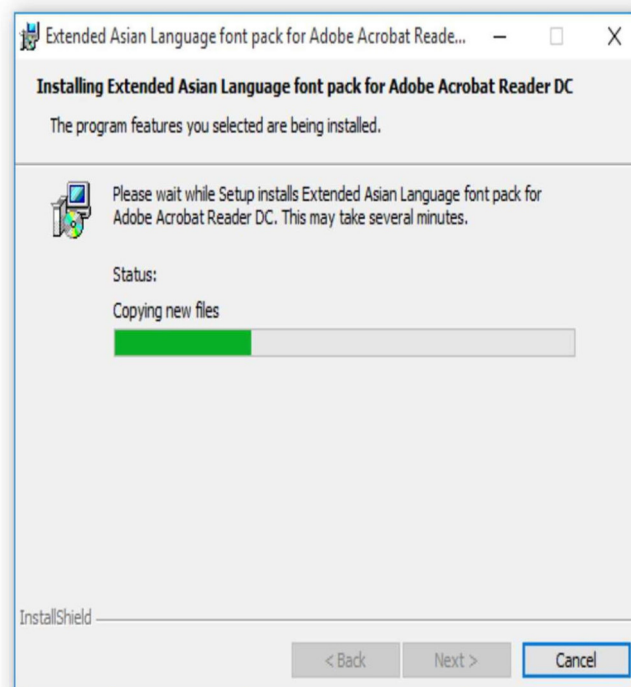 Extended Asian Language font pack for Adobe Acrobat Reade...
Installing Extended Asian Language font pack for Adobe Acrobat Reader DC
The program features you selected are being installed.
Please wait while Setup installs Extended Asian Language font pack for
Adobe Acrobat Reader DC. This may take several minutes.
Status:
Copying new files
InstallShield
< Back
Next >
Cancel